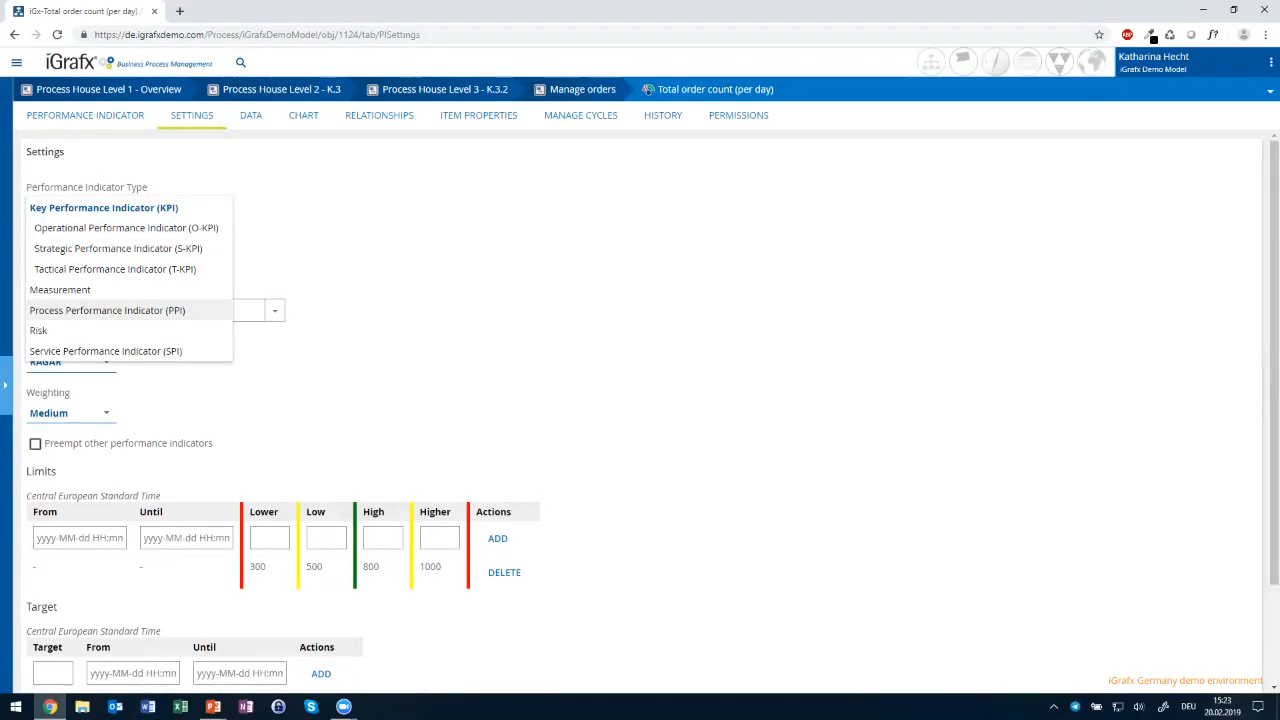 iGx-Total order count (per day) /
https://de.igrafxdemo.com/Process/iGrafxDemoModel/obj/1124/tab/PISettings
ABP
f?
iGrafx Business Process Management
Katharina Hecht
iGrafx Demo Model
Process House Level 1 - Overview
Process House Level 2 - K.3
Process House Level 3 - K.3.2
Manage orders
Total order count (per day)
PERFORMANCE INDICATOR
SETTINGS
DATA
CHART
RELATIONSHIPS
ITEM PROPERTIES
MANAGE CYCLES
HISTORY
PERMISSIONS
Settings
Performance Indicator Type
Key Performance Indicator (KPI)
Operational Performance Indicator (O-KPI)
Strategic Performance Indicator (S-KPI)
Tactical Performance Indicator (T-KPI)
Measurement
Process Performance Indicator (PPI)
Risk
Service Performance Indicator (SPI)
RAGAR
Weighting
Medium
Preempt other performance indicators
Limits
Central European Standard Time
From Until Lower Low High Higher Actions
yyyy-MM-dd HH:mn yyyy-MM-dd HH:mn ADD
- - 300 500 800 1000 DELETE
Target
Central European Standard Time
Target From Until Actions
yyyy-MM-dd HH:mn yyyy-MM-dd HH:mn ADD
iGrafx Germany demo environment
DEU
15:23
20.02.2019